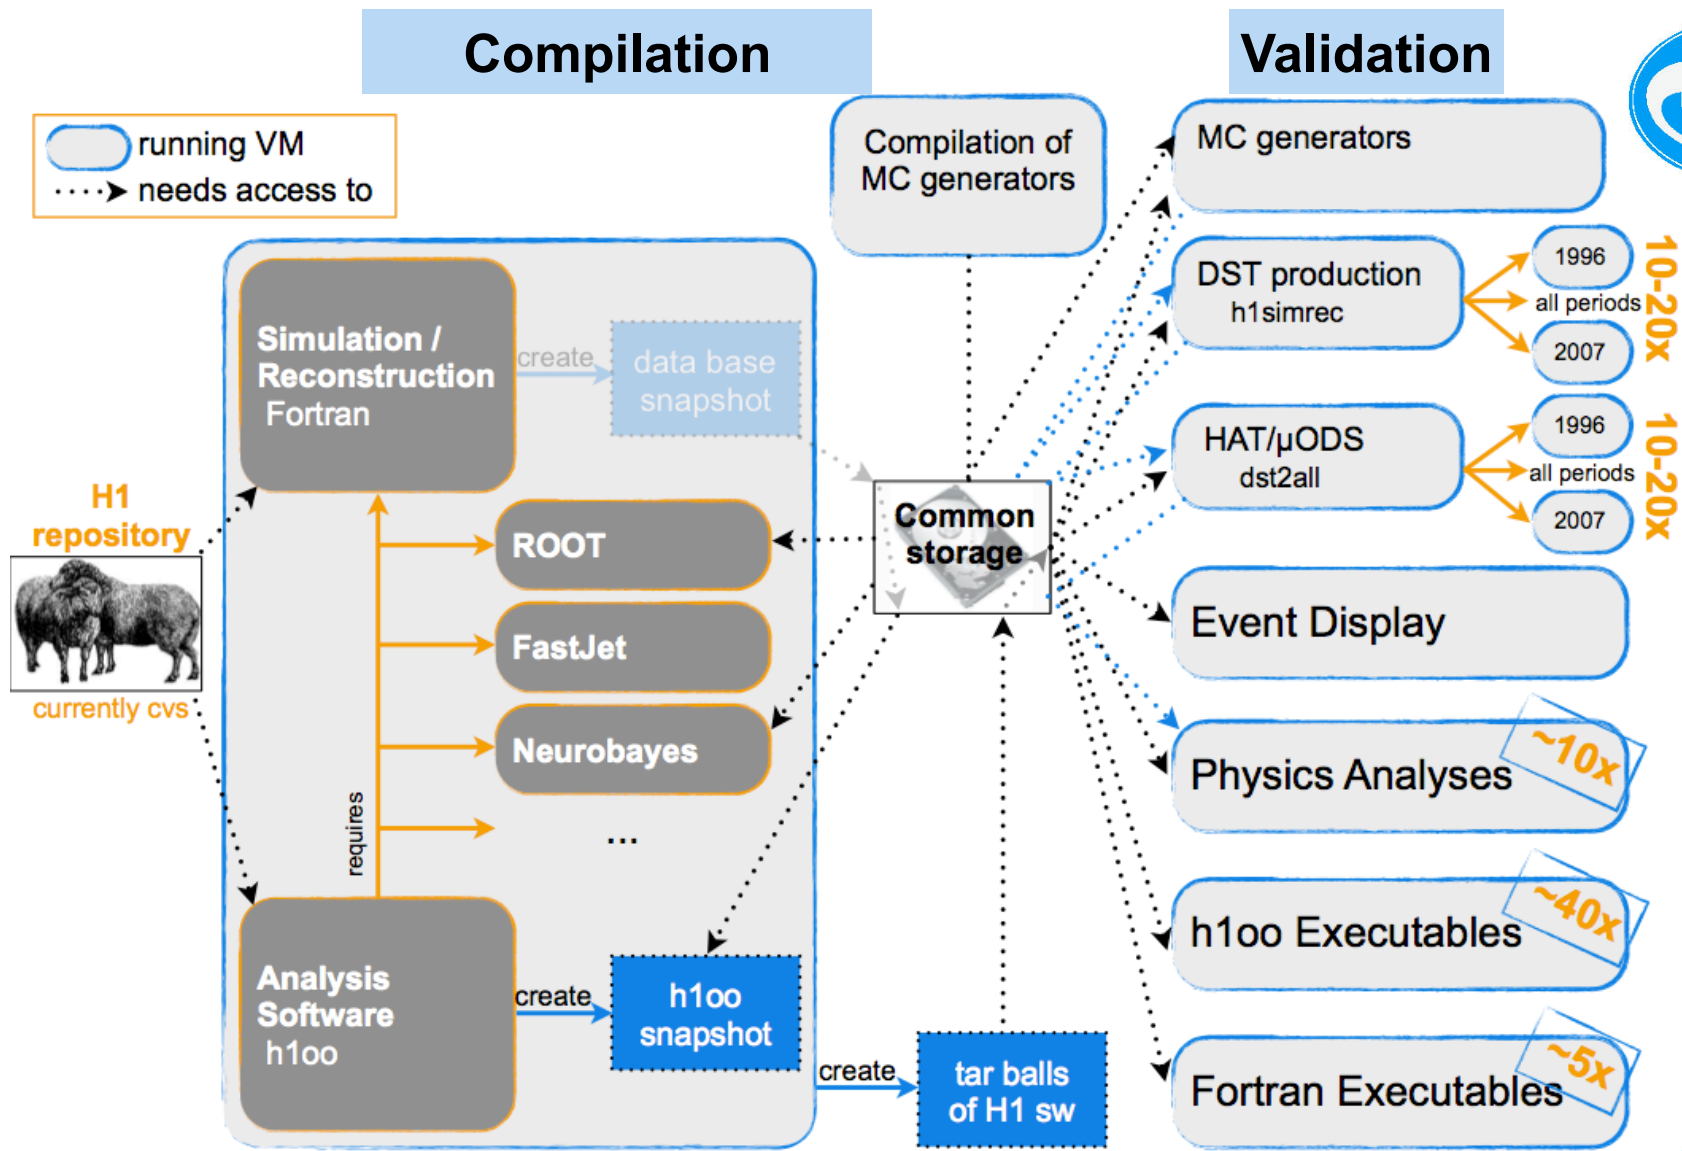 Compilation
Validation
running VM
needs access to
Compilation of
MC generators
MC generators
DST production
h1simrec
1996
all periods
2007
10-20x
HAT/µODS
dst2all
1996
all periods
2007
10-20x
Simulation /
Reconstruction
Fortran
create
data base
snapshot
H1
repository
currently cvs
ROOT
FastJet
Neurobayes
...
requires
Common
storage
Event Display
Physics Analyses
~10x
h1oo Executables
~40x
Fortran Executables
~5x
Analysis
Software
h1oo
create
h1oo
snapshot
create
tar balls
of H1 sw